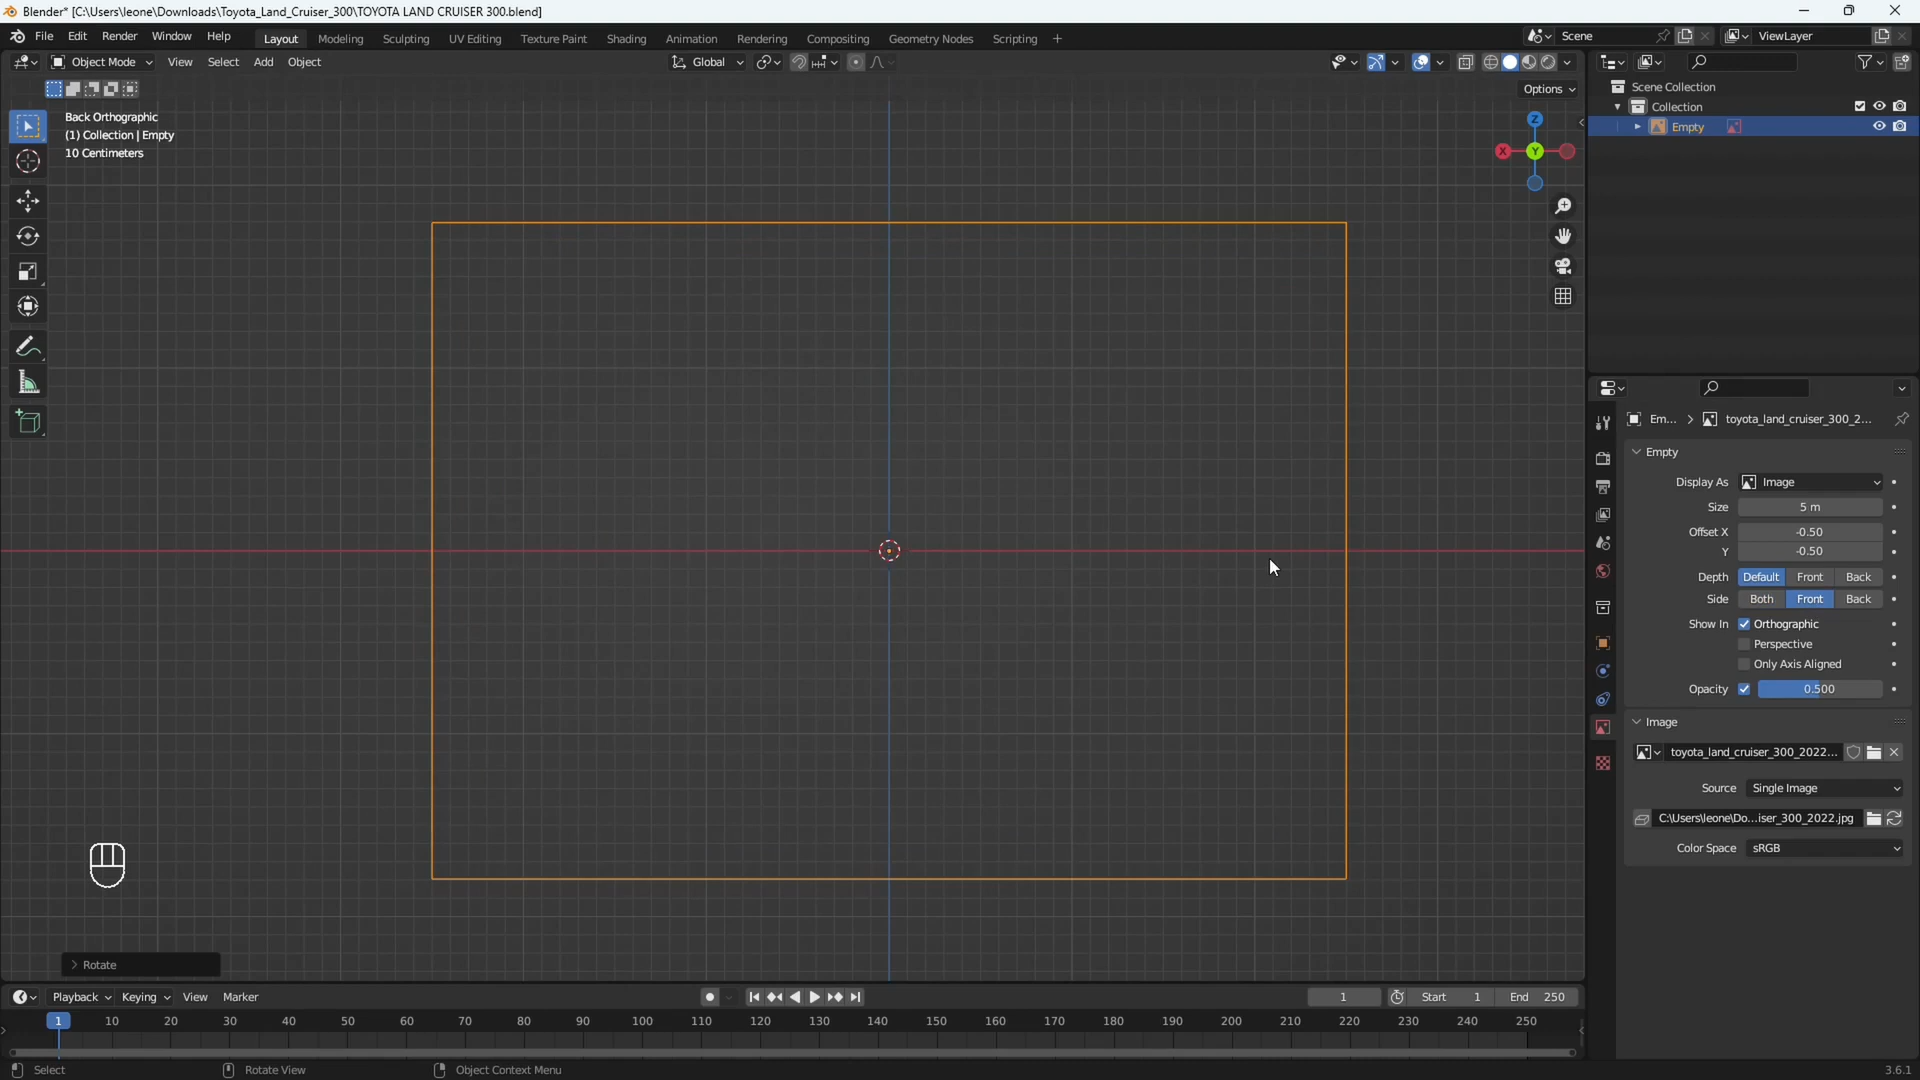 Blender* [C:\Users\leone\Downloads\Toyota_Land_Cruiser_300\TOYOTA LAND CRUISER 300.blend]
File Edit Render Window Help Layout Modeling Sculpting UV Editing Texture Paint Shading Animation Rendering Compositing Geometry Nodes Scripting + Scene ViewLayer
Object Mode View Select Add Object Global
Options
Back Orthographic
(1) Collection | Empty
10 Centimeters
Z
X Y
Scene Collection
Collection
Empty
Em... > toyota_land_cruiser_300_2...
Empty
Display As Image
Size 5 m
Offset X -0.50
Y -0.50
Depth Default Front Back
Side Both Front Back
Show In Orthographic
Perspective
Only Axis Aligned
Opacity 0.500
Image
toyota_land_cruiser_300_2022...
Source Single Image
C:\Users\leone\Do...iser_300_2022.jpg
Color Space sRGB
Rotate
Playback Keying View Marker 1 Start 1 End 250
1 10 20 30 40 50 60 70 80 90 100 110 120 130 140 150 160 170 180 190 200 210 220 230 240 250
Select Rotate View Object Context Menu 3.6.1